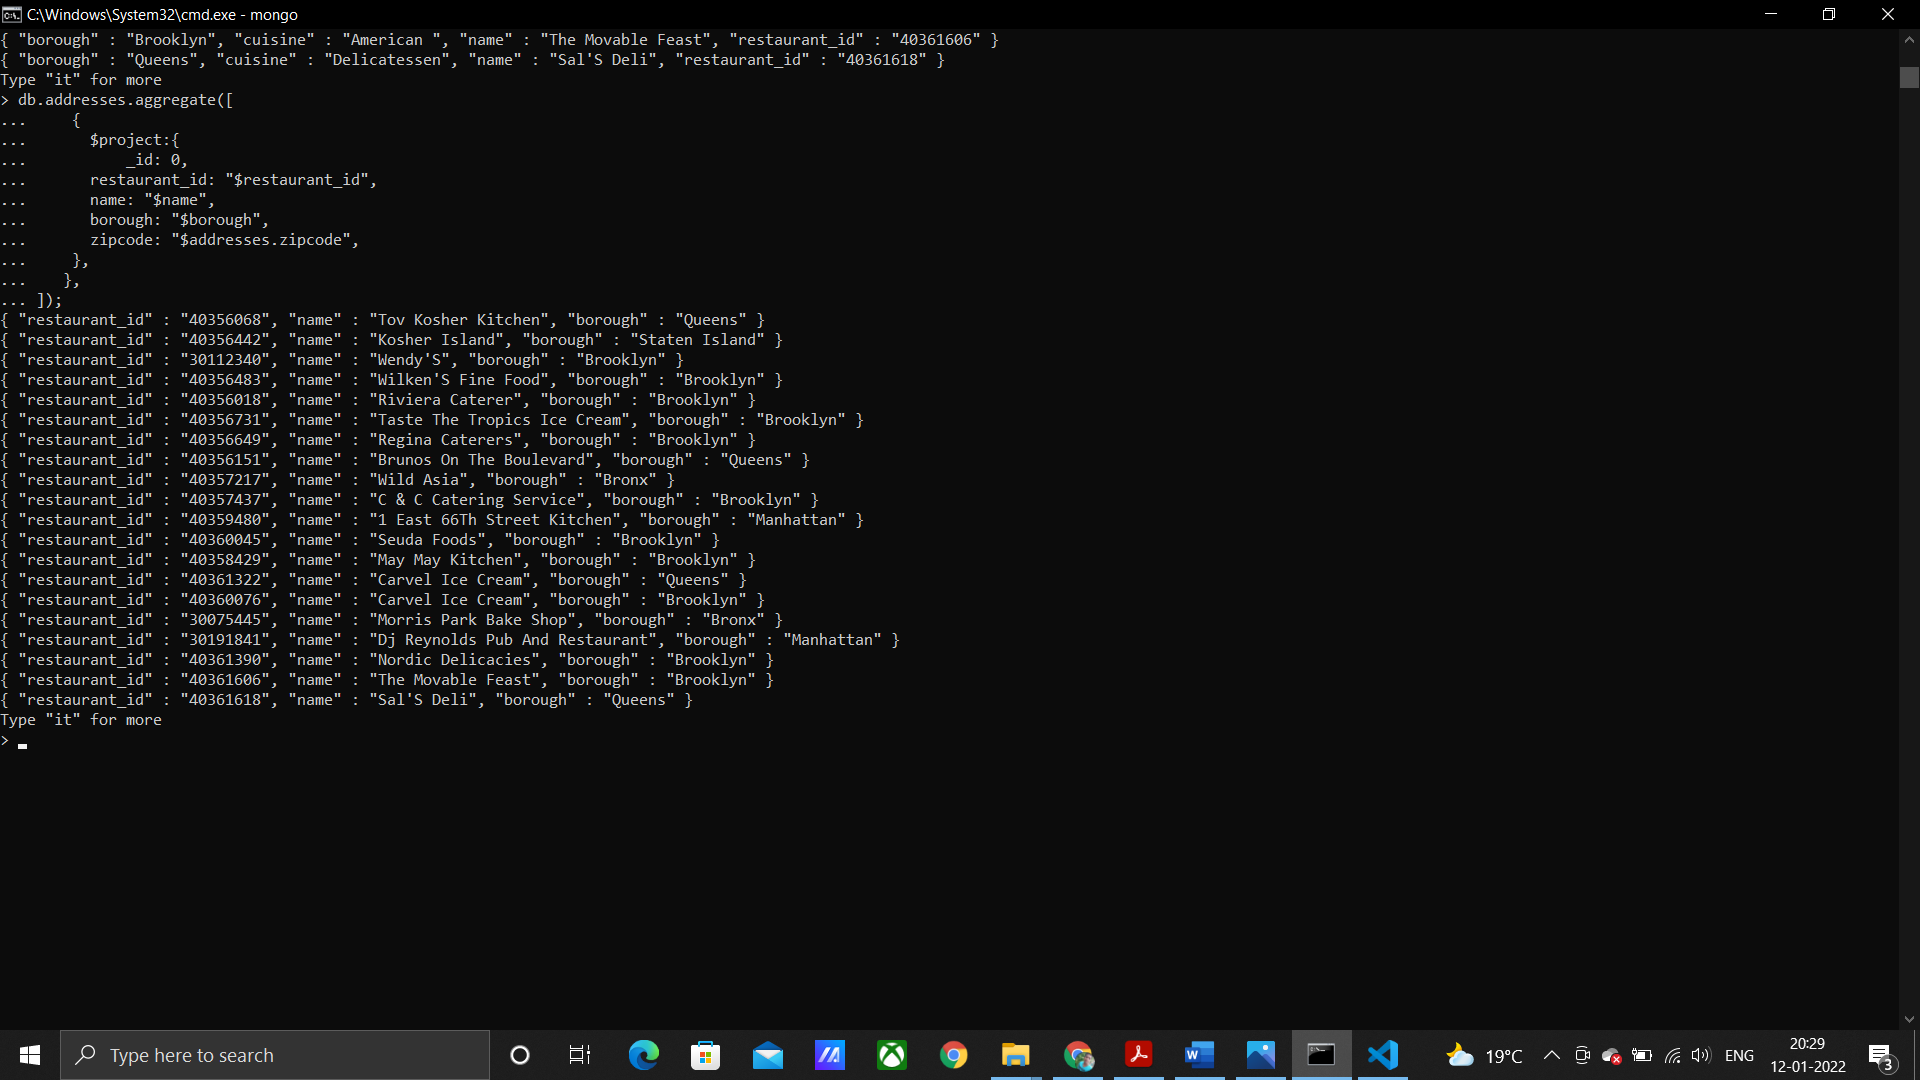 C:\Windows\System32\cmd.exe - mongo
{ "borough" : "Brooklyn", "cuisine" : "American ", "name" : "The Movable Feast", "restaurant_id" : "40361606" }
{ "borough" : "Queens", "cuisine" : "Delicatessen", "name" : "Sal'S Deli", "restaurant_id" : "40361618" }
Type "it" for more
> db.addresses.aggregate([
...     {
...       $project:{
...           _id: 0,
...       restaurant_id: "$restaurant_id",
...       name: "$name",
...       borough: "$borough",
...       zipcode: "$addresses.zipcode",
...     },
...    },
... ]);
{ "restaurant_id" : "40356068", "name" : "Tov Kosher Kitchen", "borough" : "Queens" }
{ "restaurant_id" : "40356442", "name" : "Kosher Island", "borough" : "Staten Island" }
{ "restaurant_id" : "30112340", "name" : "Wendy'S", "borough" : "Brooklyn" }
{ "restaurant_id" : "40356483", "name" : "Wilken'S Fine Food", "borough" : "Brooklyn" }
{ "restaurant_id" : "40356018", "name" : "Riviera Caterer", "borough" : "Brooklyn" }
{ "restaurant_id" : "40356731", "name" : "Taste The Tropics Ice Cream", "borough" : "Brooklyn" }
{ "restaurant_id" : "40356649", "name" : "Regina Caterers", "borough" : "Brooklyn" }
{ "restaurant_id" : "40356151", "name" : "Brunos On The Boulevard", "borough" : "Queens" }
{ "restaurant_id" : "40357217", "name" : "Wild Asia", "borough" : "Bronx" }
{ "restaurant_id" : "40357437", "name" : "C & C Catering Service", "borough" : "Brooklyn" }
{ "restaurant_id" : "40359480", "name" : "1 East 66Th Street Kitchen", "borough" : "Manhattan" }
{ "restaurant_id" : "40360045", "name" : "Seuda Foods", "borough" : "Brooklyn" }
{ "restaurant_id" : "40358429", "name" : "May May Kitchen", "borough" : "Brooklyn" }
{ "restaurant_id" : "40361322", "name" : "Carvel Ice Cream", "borough" : "Queens" }
{ "restaurant_id" : "40360076", "name" : "Carvel Ice Cream", "borough" : "Brooklyn" }
{ "restaurant_id" : "30075445", "name" : "Morris Park Bake Shop", "borough" : "Bronx" }
{ "restaurant_id" : "30191841", "name" : "Dj Reynolds Pub And Restaurant", "borough" : "Manhattan" }
{ "restaurant_id" : "40361390", "name" : "Nordic Delicacies", "borough" : "Brooklyn" }
{ "restaurant_id" : "40361606", "name" : "The Movable Feast", "borough" : "Brooklyn" }
{ "restaurant_id" : "40361618", "name" : "Sal'S Deli", "borough" : "Queens" }
Type "it" for more
>
Type here to search
19°C
ENG
20:29
12-01-2022
3